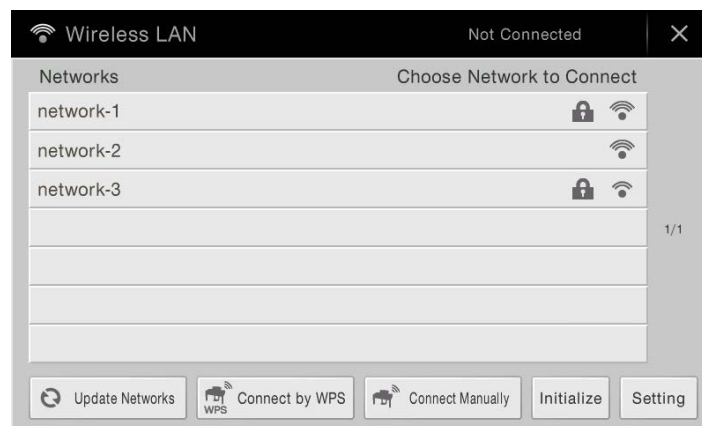 Wireless LAN Not Connected
Networks Choose Network to Connect
network-1
network-2
network-3
1/1
Update Networks WPS Connect by WPS Connect Manually Initialize Setting